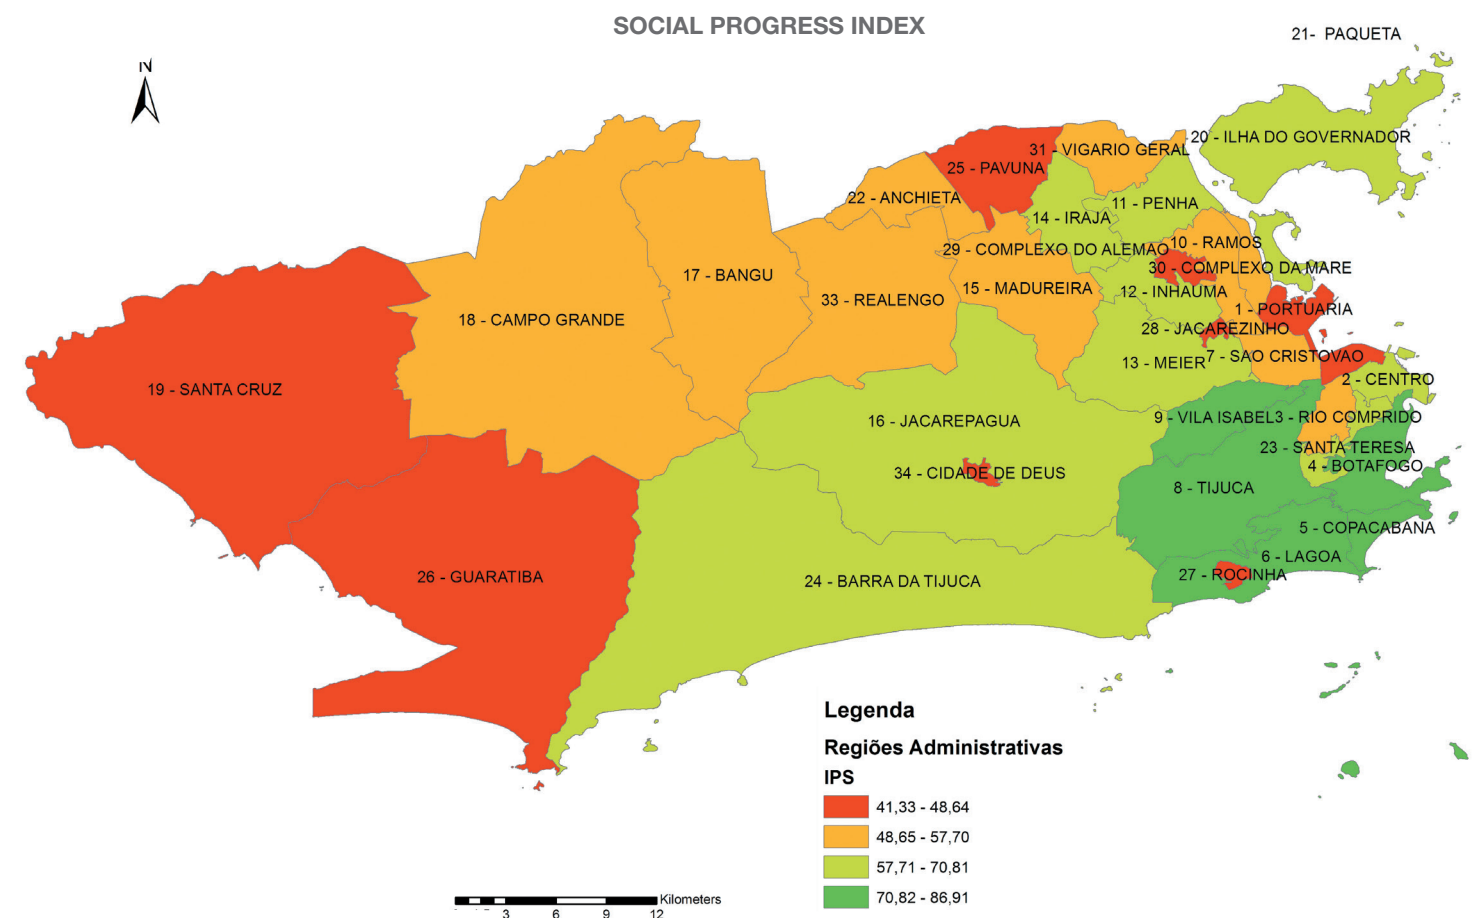 SOCIAL PROGRESS INDEX
21- PAQUETA
N
20 - ILHA DO GOVERNADOR
31 - VIGARIO GERAL
25 - PAVUNA
22 - ANCHIETA
11 - PENHA
14 - IRAJA
10 - RAMOS
29 - COMPLEXO DO ALEMAO
30 - COMPLEXO DA MARE
17 - BANGU
15 - MADUREIRA
12 - INHAUMA
33 - REALENGO
1 - PORTUARIA
18 - CAMPO GRANDE
28 - JACAREZINHO
7 - SAO CRISTOVAO
13 - MEIER
2 - CENTRO
19 - SANTA CRUZ
9 - VILA ISABEL
3 - RIO COMPRIDO
16 - JACAREPAGUA
23 - SANTA TERESA
4 - BOTAFOGO
34 - CIDADE DE DEUS
8 - TIJUCA
5 - COPACABANA
6 - LAGOA
27 - ROCINHA
26 - GUARATIBA
24 - BARRA DA TIJUCA
Legenda
Regiões Administrativas
IPS
41,33 - 48,64
48,65 - 57,70
57,71 - 70,81
70,82 - 86,91
Kilometers
3 6 9 12